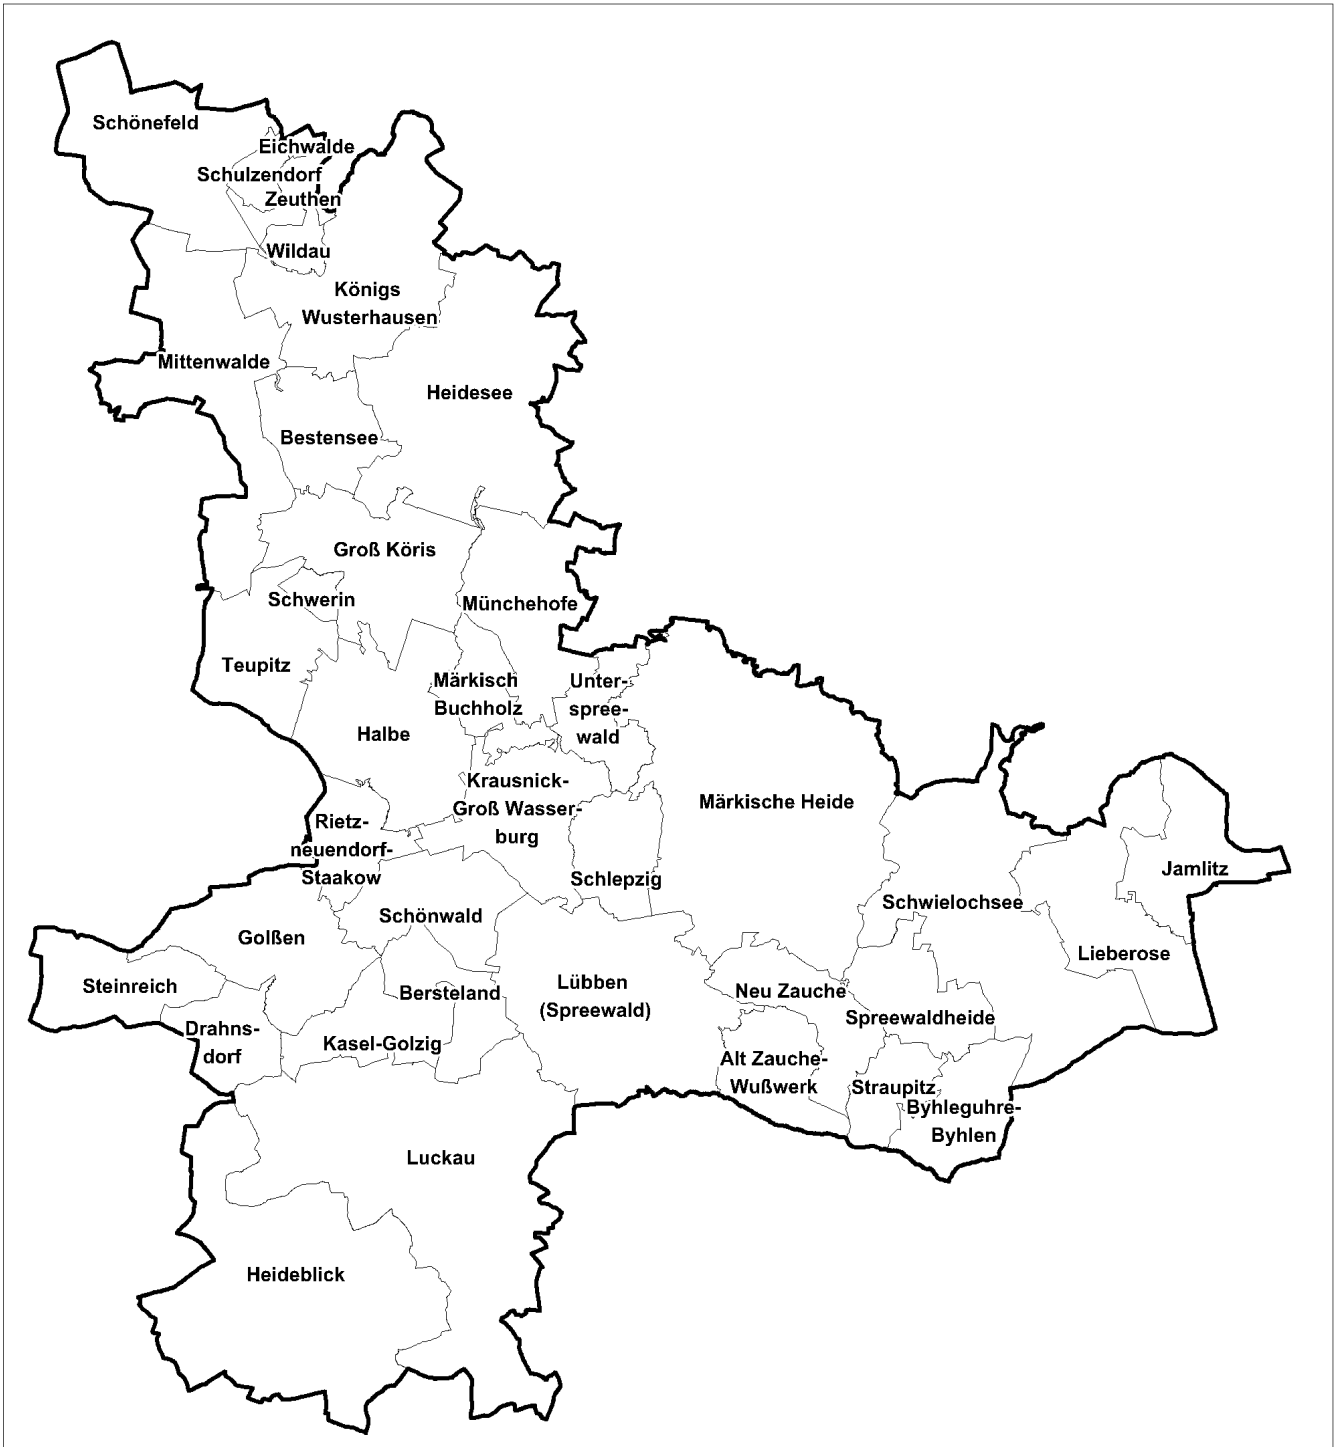 Schönefeld
Eichwalde
Schulzendorf
Zeuthen
Wildau
Königs
Wusterhausen
Mittenwalde
Heidesee
Bestensee
Groß Köris
Schwerin
Münchehofe
Teupitz
Märkisch
Buchholz
Unter-
spree-
wald
Halbe
Krausnick-
Groß Wasser-
burg
Märkische Heide
Rietz-
neuendorf-
Staakow
Schlepzig
Jamlitz
Schwielochsee
Schönwald
Golßen
Lieberose
Steinreich
Bersteland
Lübben
(Spreewald)
Neu Zauche
Spreewaldheide
Drahns-
dorf
Kasel-Golzig
Alt Zauche-
Wußwerk
Straupitz
Byhleguhre-
Byhlen
Luckau
Heideblick